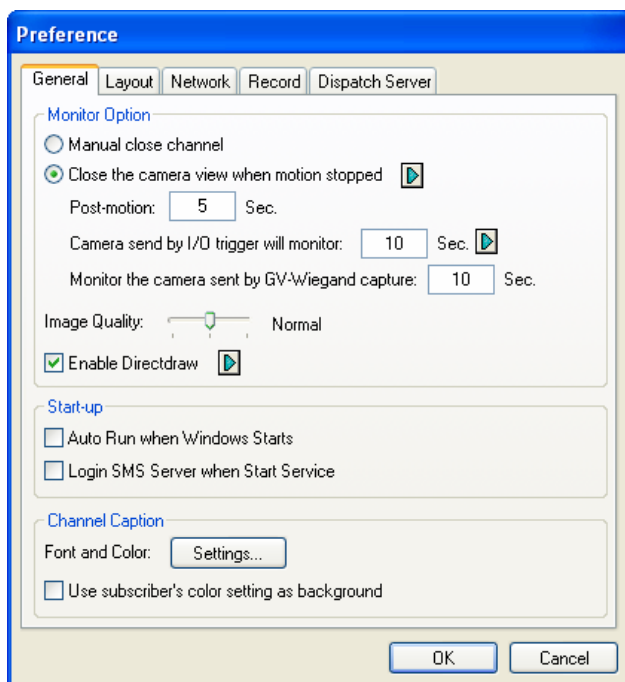 Preference
General Layout Network Record Dispatch Server
Monitor Option
Manual close channel
Close the camera view when motion stopped
Post-motion: 5 Sec.
Camera send by I/O trigger will monitor: 10 Sec.
Monitor the camera sent by GV-Wiegand capture: 10 Sec.
Image Quality: Normal
Enable Directdraw
Start-up
Auto Run when Windows Starts
Login SMS Server when Start Service
Channel Caption
Font and Color: Settings...
Use subscriber's color setting as background
OK Cancel